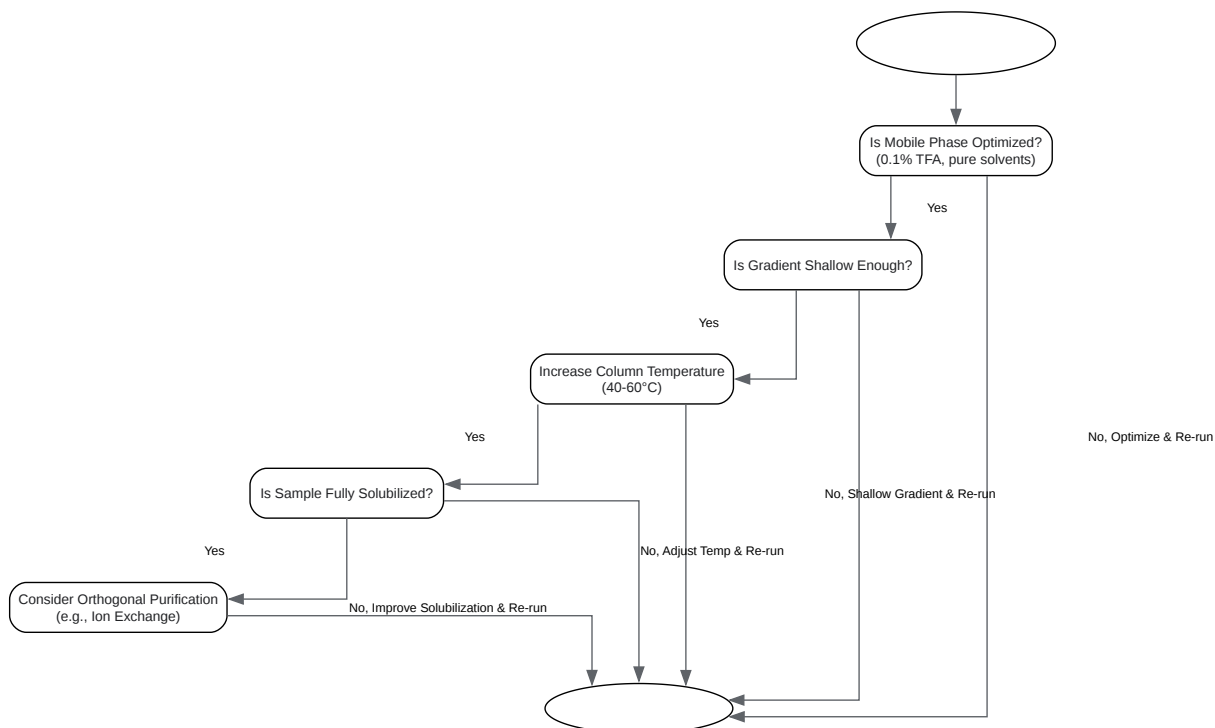 Is Mobile Phase Optimized?
(0.1% TFA, pure solvents)
Yes
Is Gradient Shallow Enough?
Yes
Increase Column Temperature
(40-60°C)
Yes
No, Optimize & Re-run
Is Sample Fully Solubilized?
No, Shallow Gradient & Re-run
Yes
No, Adjust Temp & Re-run
Consider Orthogonal Purification
(e.g., Ion Exchange)
No, Improve Solubilization & Re-run